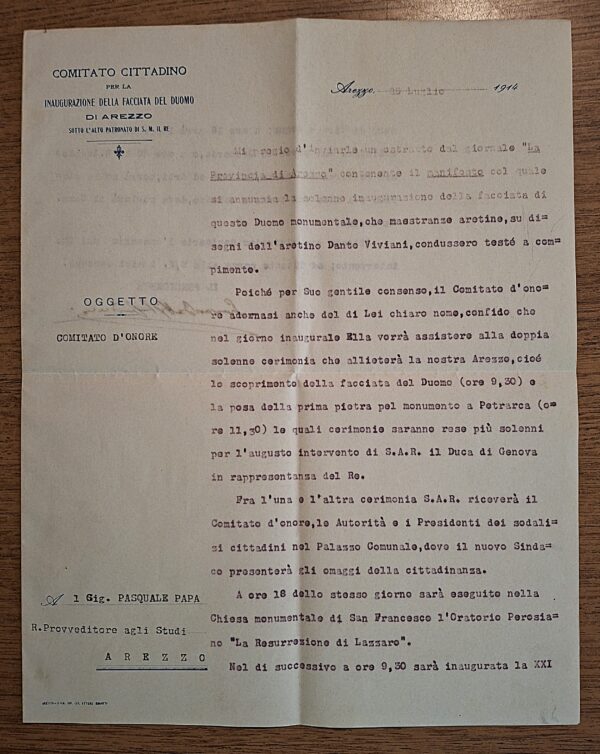 COMITATO CITTADINO
PER LA
INAUGURAZIONE DELLA FACCIATA DEL DUOMO
DI AREZZO
SOTTO L'ALTO PATRONATO DI S. M. IL RE
Arezzo, Luglio 1914
Mi pregio d'inviarle un estratto dal giornale "La
Provincia di Arezzo" contenente il manifesto col quale
si annunzia la solenne inaugurazione della facciata di
questo Duomo monumentale,che maestranze aretine,su di=
segni dell'aretino Dante Viviani,condussero testé a com=
pimento.
Poiché per Suo gentile consenso,il Comitato d'ono=
re adornasi anche del di Lei chiaro nome,confido che
nel giorno inaugurale Ella vorrà assistere alla doppia
solenne cerimonia che allieterà la nostra Arezzo,cioé
lo scoprimento della facciata del Duomo (ore 9,30) e
la posa della prima pietra pel monumento a Petrarca (o=
re 11,30) le quali cerimonie saranno rese più solenni
per l'augusto intervento di S.A.R. il Duca di Genova
in rappresentanza del Re.
Fra l'una e l'altra cerimonia S.A.R. riceverà il
Comitato d'onore,le Autorità e i Presidenti dei sodali=
zi cittadini nel Palazzo Comunale,dove il nuovo Sinda=
co presenterà gli omaggi della cittadinanza.
A ore 18 dello stesso giorno sarà eseguito nella
Chiesa monumentale di San Francesco l'Oratorio Perosia=
no "La Resurrezione di Lazzaro".
Nel dì successivo a ore 9,30 sarà inaugurata la XXI
OGGETTO
COMITATO D'ONORE
A l Sig. PASQUALE PAPA
R.Provveditore agli Studi
AREZZO